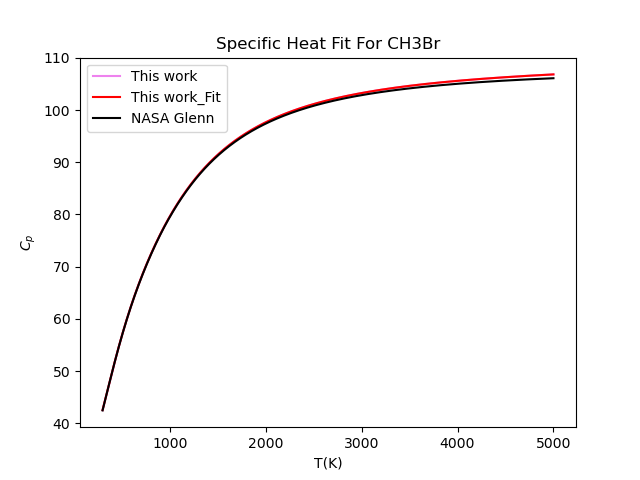 Specific Heat Fit For CH3Br
This work
This work_Fit
NASA Glenn
110
100
90
80
70
60
50
40
C_p
1000 2000 3000 4000 5000
T(K)